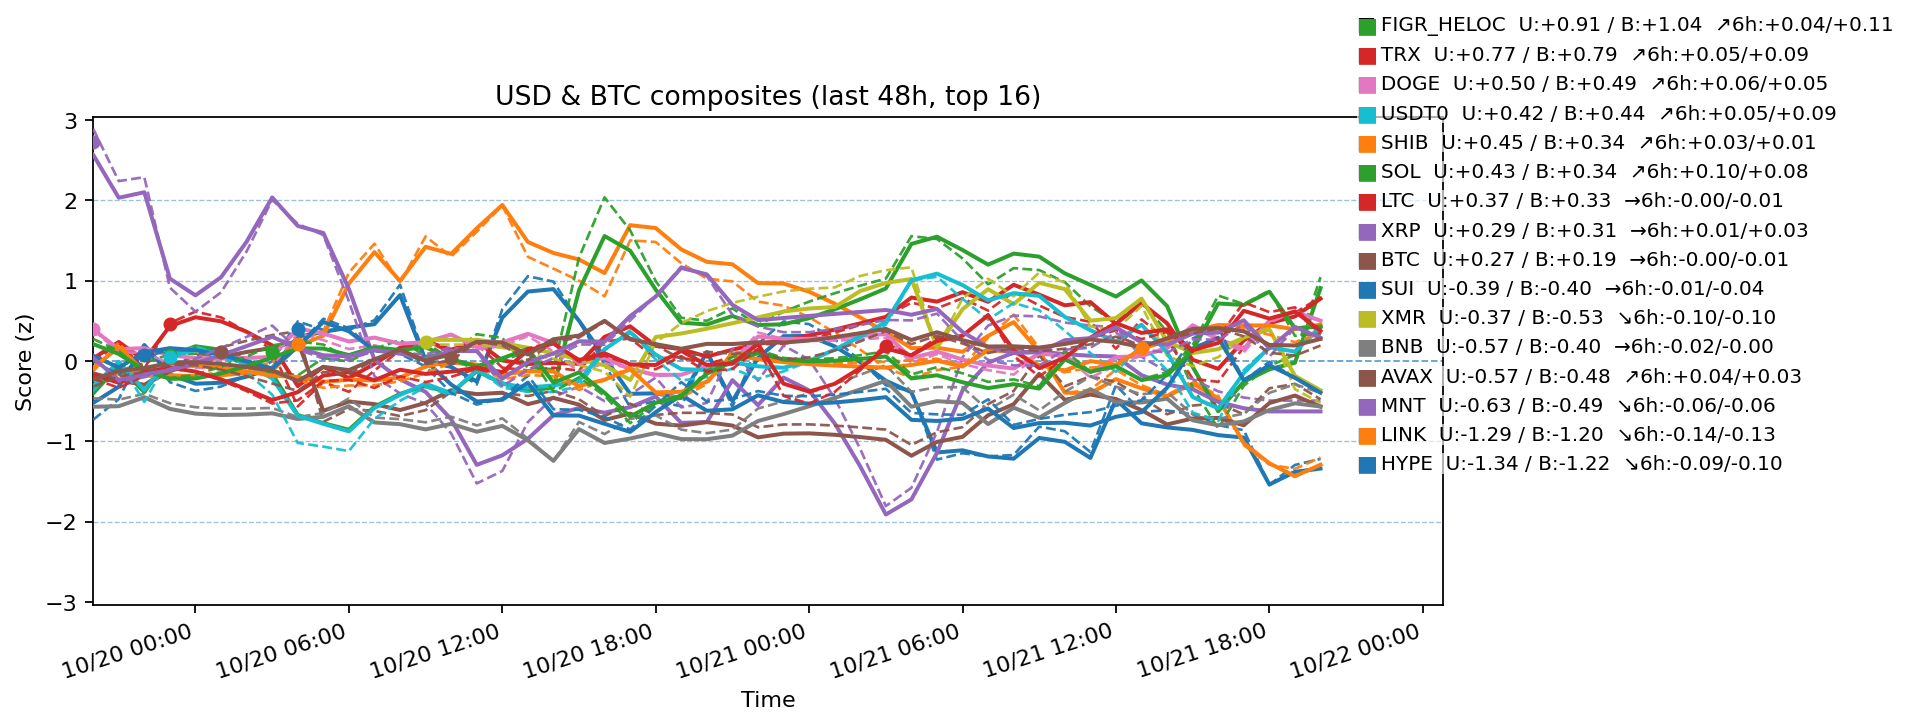 FIGR_HELOC U:+0.91 / B:+1.04 ↗6h:+0.04/+0.11
TRX U:+0.77 / B:+0.79 ↗6h:+0.05/+0.09
DOGE U:+0.50 / B:+0.49 ↗6h:+0.06/+0.05
USDT0 U:+0.42 / B:+0.44 ↗6h:+0.05/+0.09
SHIB U:+0.45 / B:+0.34 ↗6h:+0.03/+0.01
SOL U:+0.43 / B:+0.34 ↗6h:+0.10/+0.08
LTC U:+0.37 / B:+0.33 →6h:-0.00/-0.01
XRP U:+0.29 / B:+0.31 →6h:+0.01/+0.03
BTC U:+0.27 / B:+0.19 →6h:-0.00/-0.01
SUI U:-0.39 / B:-0.40 →6h:-0.01/-0.04
XMR U:-0.37 / B:-0.53 ↘6h:-0.10/-0.10
BNB U:-0.57 / B:-0.40 →6h:-0.02/-0.00
AVAX U:-0.57 / B:-0.48 ↗6h:+0.04/+0.03
MNT U:-0.63 / B:-0.49 ↘6h:-0.06/-0.06
LINK U:-1.29 / B:-1.20 ↘6h:-0.14/-0.13
HYPE U:-1.34 / B:-1.22 ↘6h:-0.09/-0.10
USD & BTC composites (last 48h, top 16)
3
2
1
0
−1
−2
−3
Score (z)
10/20 00:00
10/20 06:00
10/20 12:00
10/20 18:00
10/21 00:00
10/21 06:00
10/21 12:00
10/21 18:00
10/22 00:00
Time